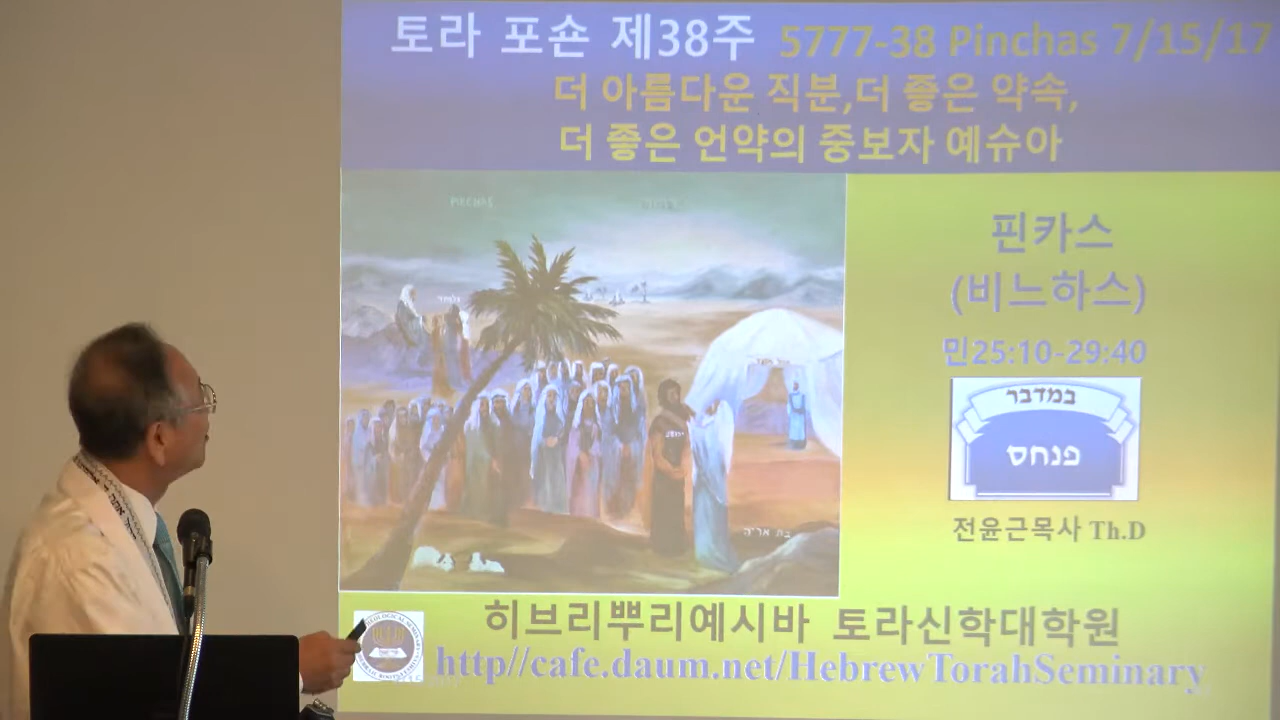 토라 포숀 제38주 5777-38 Pinchas 7/15/17
더 아름다운 직분,더 좋은 약속,
더 좋은 언약의 중보자 예슈아
PINCHAS
핀카스
(비느하스)
민25:10-29:40
במדבר
פנחס
בת אריה
전윤근목사 Th.D
히브리뿌리예시바 토라신학대학원
http//cafe.daum.net/HebrewTorahSeminary